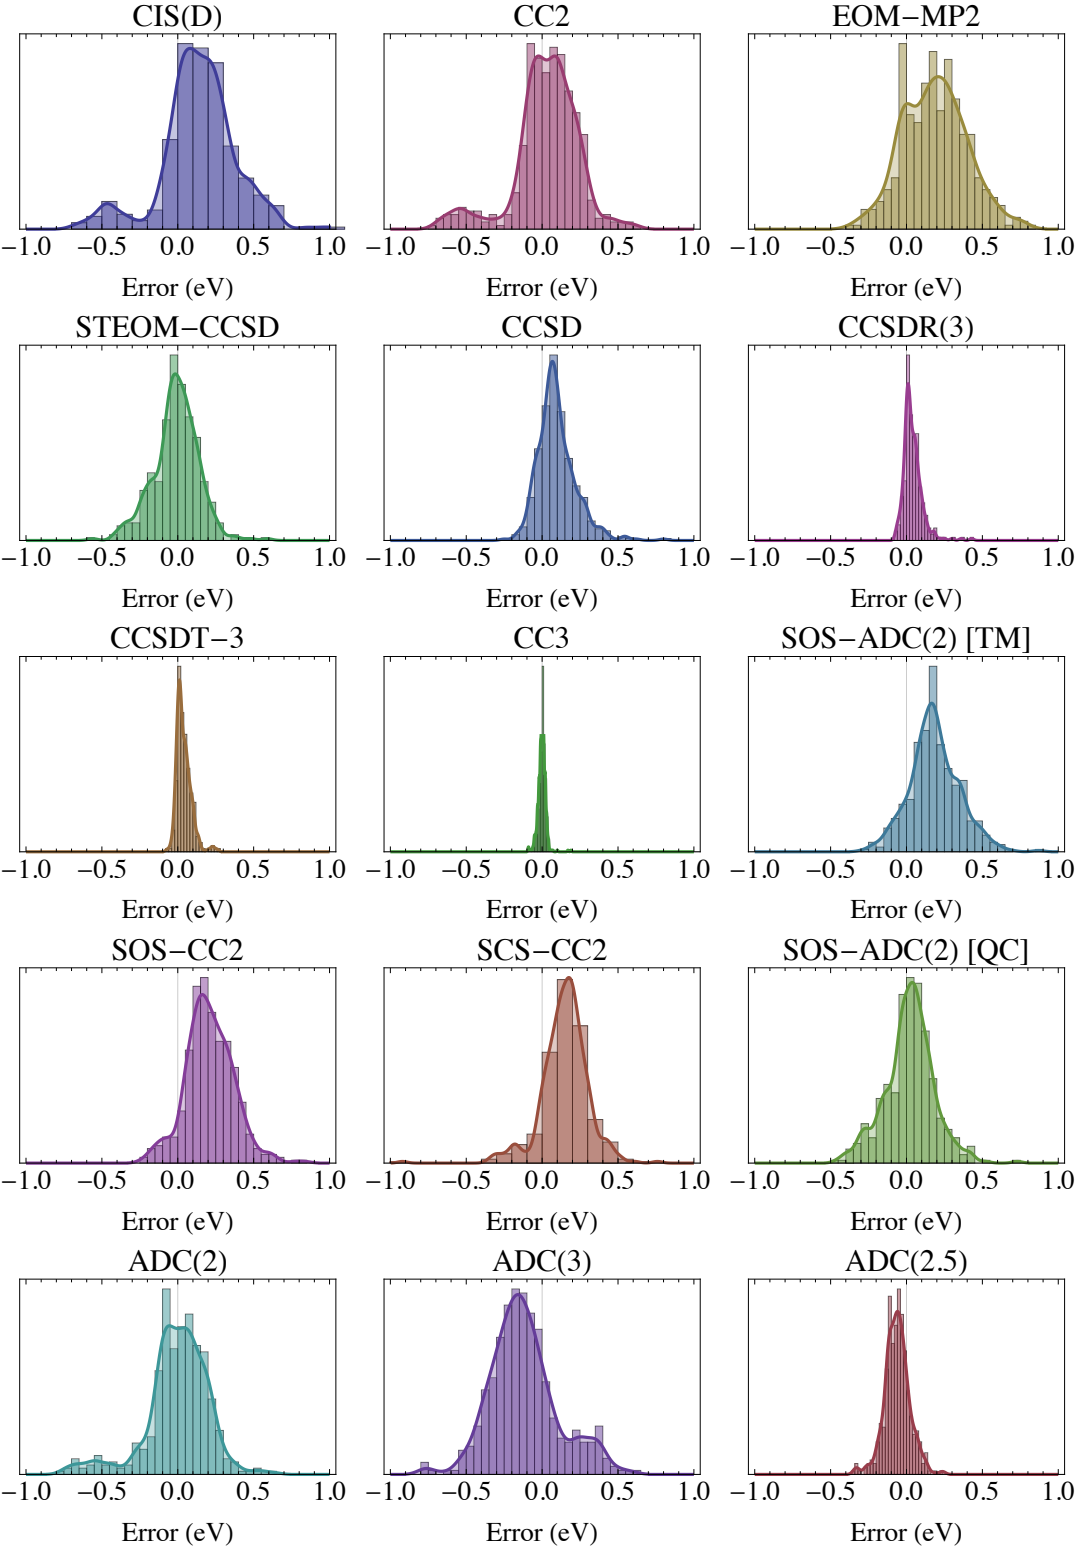 CIS(D) CC2 EOM−MP2
−1.0 −0.5 0.0 0.5 1.0 −1.0 −0.5 0.0 0.5 1.0 −1.0 −0.5 0.0 0.5 1.0
Error (eV) Error (eV) Error (eV)
STEOM−CCSD CCSD CCSDR(3)
−1.0 −0.5 0.0 0.5 1.0 −1.0 −0.5 0.0 0.5 1.0 −1.0 −0.5 0.0 0.5 1.0
Error (eV) Error (eV) Error (eV)
CCSDT−3 CC3 SOS−ADC(2) [TM]
−1.0 −0.5 0.0 0.5 1.0 −1.0 −0.5 0.0 0.5 1.0 −1.0 −0.5 0.0 0.5 1.0
Error (eV) Error (eV) Error (eV)
SOS−CC2 SCS−CC2 SOS−ADC(2) [QC]
−1.0 −0.5 0.0 0.5 1.0 −1.0 −0.5 0.0 0.5 1.0 −1.0 −0.5 0.0 0.5 1.0
Error (eV) Error (eV) Error (eV)
ADC(2) ADC(3) ADC(2.5)
−1.0 −0.5 0.0 0.5 1.0 −1.0 −0.5 0.0 0.5 1.0 −1.0 −0.5 0.0 0.5 1.0
Error (eV) Error (eV) Error (eV)